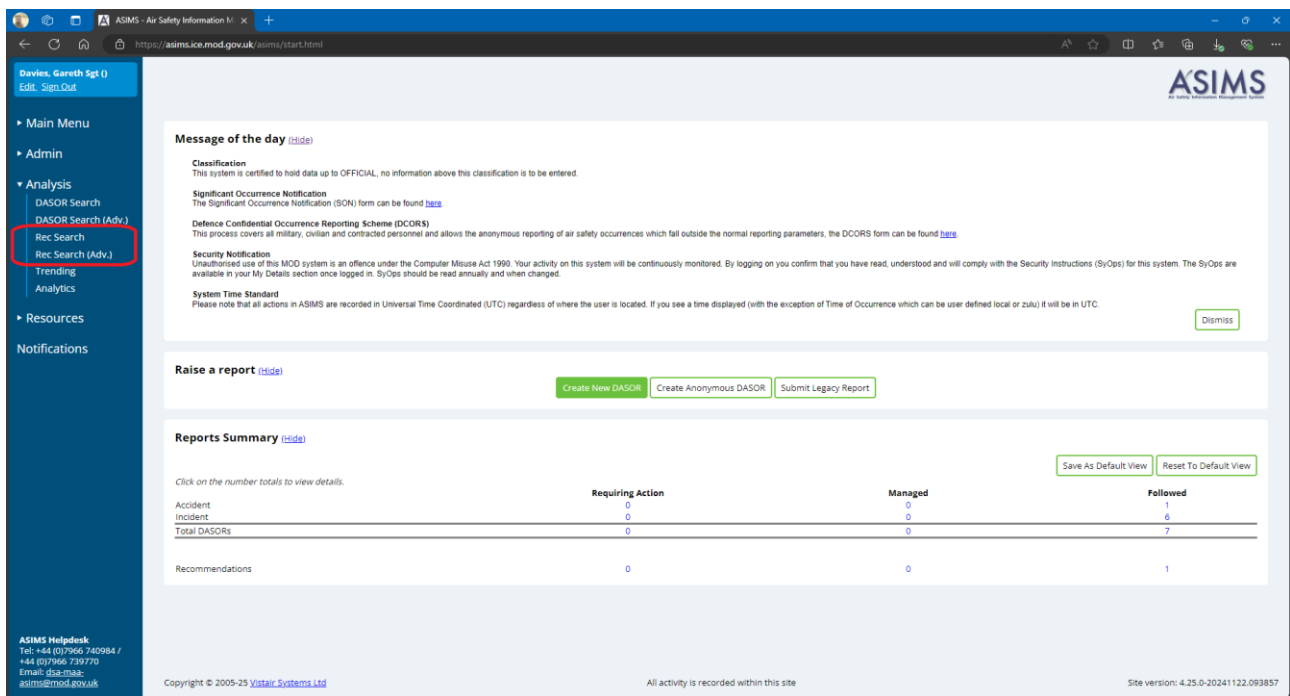 ASIMS - Air Safety Information M
https://asims.ice.mod.gov.uk/asims/start.html
Davies, Gareth Sgt ()
Edit Sign Out
Main Menu
Admin
Analysis
DASOR Search
DASOR Search (Adv.)
Rec Search
Rec Search (Adv.)
Trending
Analytics
Resources
Notifications
ASIMS Helpdesk
Tel: +44 (0)7966 740984 /
+44 (0)7966 739770
Email: dsa-maa-
asims@mod.gov.uk
ASIMS
Air Safety Information Management System
Message of the day (Hide)
Classification
This system is certified to hold data up to OFFICIAL, no information above this classification is to be entered.
Significant Occurrence Notification
The Significant Occurrence Notification (SON) form can be found here.
Defence Confidential Occurrence Reporting Scheme (DCORS)
This process covers all military, civilian and contracted personnel and allows the anonymous reporting of air safety occurrences which fall outside the normal reporting parameters, the DCORS form can be found here.
Security Notification
Unauthorised use of this MOD system is an offence under the Computer Misuse Act 1990. Your activity on this system will be continuously monitored. By logging on you confirm that you have read, understood and will comply with the Security Instructions (SyOps) for this system. The SyOps are
available in your My Details section once logged in. SyOps should be read annually and when changed.
System Time Standard
Please note that all actions in ASIMS are recorded in Universal Time Coordinated (UTC) regardless of where the user is located. If you see a time displayed (with the exception of Time of Occurrence which can be user defined local or zulu) it will be in UTC.
Dismiss
Raise a report (Hide)
Create New DASOR Create Anonymous DASOR Submit Legacy Report
Reports Summary (Hide)
Save As Default View Reset To Default View
Click on the number totals to view details.
Requiring Action Managed Followed
Accident 0 0 1
Incident 0 0 6
Total DASORs 0 0 7
Recommendations 0 0 1
Copyright © 2005-25 Vistair Systems Ltd All activity is recorded within this site Site version: 4.25.0-20241122.093857